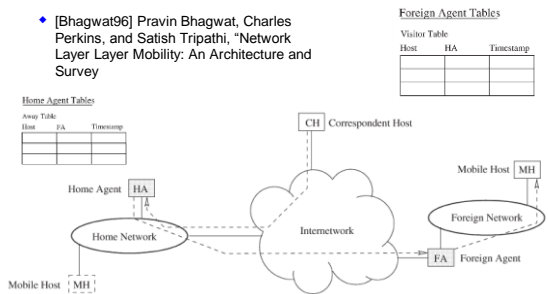 [Bhagwat96] Pravin Bhagwat, Charles
Perkins, and Satish Tripathi, “Network
Layer Layer Mobility: An Architecture and
Survey
Foreign Agent Tables
Visitor Table
Host HA Timestamp
Home Agent Tables
Away Table
Host FA Timestamp
CH Correspondent Host
Mobile Host MH
Home Agent HA
Foreign Network
Internetwork
Home Network
FA Foreign Agent
Mobile Host MH